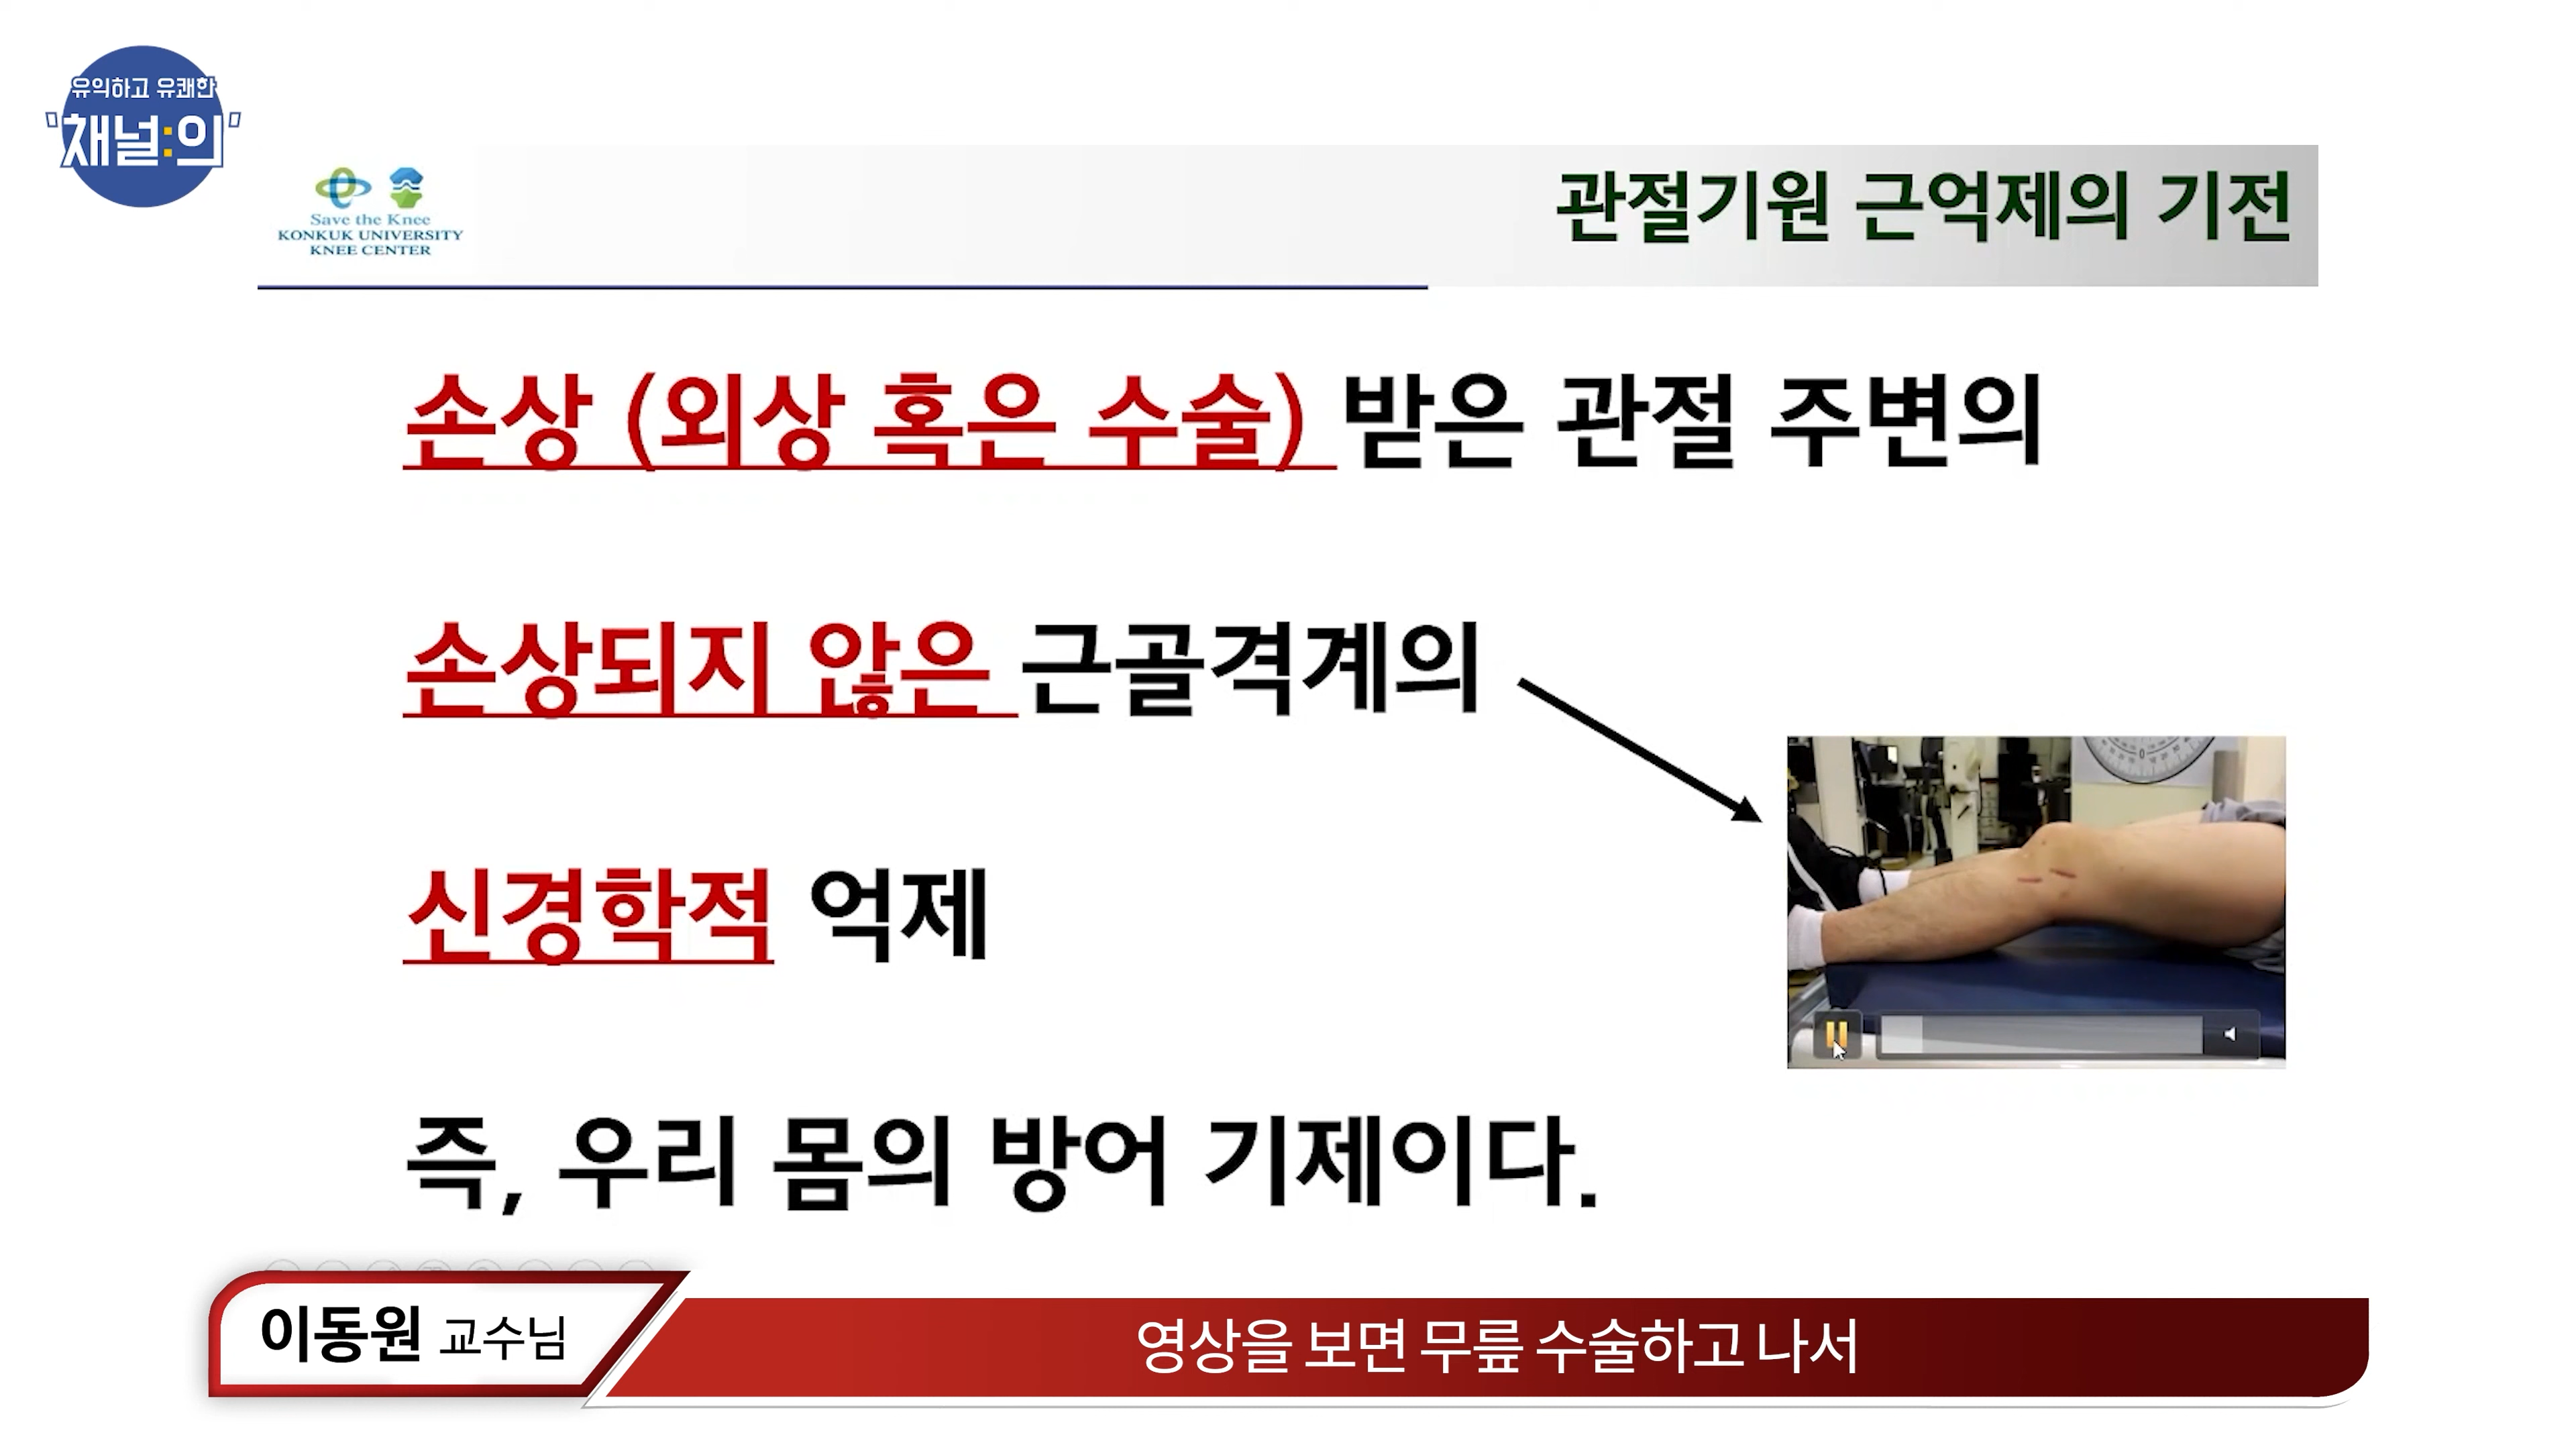 유익하고 유쾌한
'채널:의'
Save the Knee
KONKUK UNIVERSITY
KNEE CENTER
관절기원 근억제의 기전
손상 (외상 혹은 수술) 받은 관절 주변의
손상되지 않은 근골격계의
신경학적 억제
즉, 우리 몸의 방어 기제이다.
이동원 교수님
영상을 보면 무릎 수술하고 나서